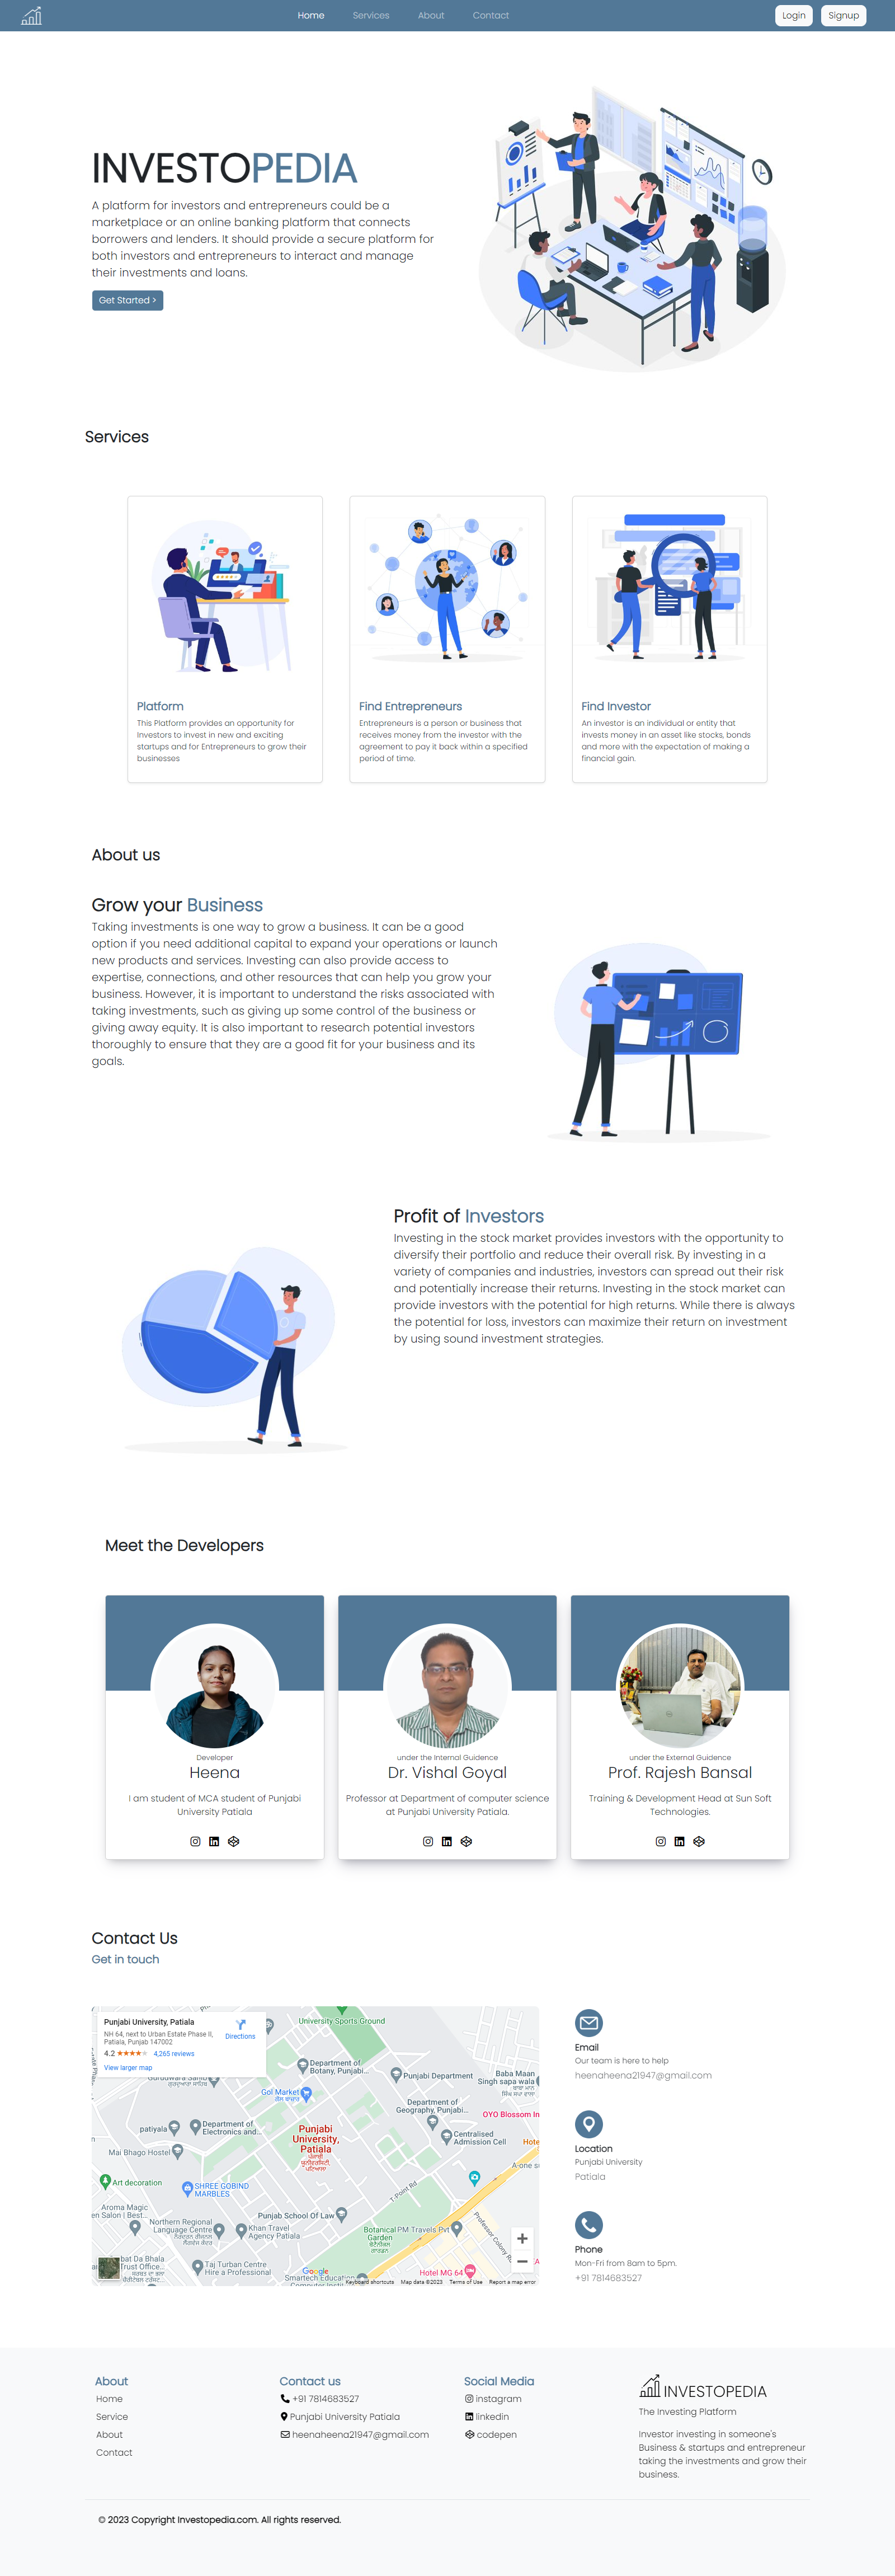 Home Services About Contact
Login Signup
INVESTOPEDIA
A platform for investors and entrepreneurs could be a
marketplace or an online banking platform that connects
borrowers and lenders. It should provide a secure platform for
both investors and entrepreneurs to interact and manage
their investments and loans.
Get Started >
Services
Platform
This Platform provides an opportunity for
Investors to invest in new and exciting
startups and for Entrepreneurs to grow their
businesses
Find Entrepreneurs
Entrepreneurs is a person or business that
receives money from the investor with the
agreement to pay it back within a specified
period of time.
Find Investor
An investor is an individual or entity that
invests money in an asset like stocks, bonds
and more with the expectation of making a
financial gain.
About us
Grow your Business
Taking investments is one way to grow a business. It can be a good
option if you need additional capital to expand your operations or launch
new products and services. Investing can also provide access to
expertise, connections, and other resources that can help you grow your
business. However, it is important to understand the risks associated with
taking investments, such as giving up some control of the business or
giving away equity. It is also important to research potential investors
thoroughly to ensure that they are a good fit for your business and its
goals.
Profit of Investors
Investing in the stock market provides investors with the opportunity to
diversify their portfolio and reduce their overall risk. By investing in a
variety of companies and industries, investors can spread out their risk
and potentially increase their returns. Investing in the stock market can
provide investors with the potential for high returns. While there is always
the potential for loss, investors can maximize their return on investment
by using sound investment strategies.
Meet the Developers
Developer
Heena
I am student of MCA student of Punjabi
University Patiala
under the Internal Guidence
Dr. Vishal Goyal
Professor at Department of computer science
at Punjabi University Patiala.
under the External Guidence
Prof. Rajesh Bansal
Training & Development Head at Sun Soft
Technologies.
Contact Us
Get in touch
Punjabi University, Patiala
NH 64, next to Urban Estate Phase II,
Patiala, Punjab 147002
4.2 ★★★★★ 4,265 reviews
View larger map
Directions
University Sports Ground
Department of
Botany, Punjabi...
Punjabi Department
Baba Maan
Singh sapa wala
Gol Market
Department of
Geography, Punjabi...
OYO Blossom In
patiyala
Department of
Electronics and...
Punjabi
University,
Patiala
ਪੰਜਾਬੀ
ਯੂਨੀਵਰਸਿਟੀ,
ਪਟਿਆਲਾ
Centralised
Admission Cell
Mai Bhago Hostel
Hote
A-one s
Art decoration
SHREE GOBIND
MARBLES
T-Point Rd
Aroma Magic
en Salon | Best...
Northern Regional
Language Centre
Punjab School Of Law
Khan Travel
Agency Patiala
Botanical
Garden
PM Travels Pvt
Professor Colony
bat Da Bhala
Trust Office...
Taj Turban Centre
Hire a Professional
Google
Smartech Education
Computer Instit
Hotel MG 64
Keyboard shortcuts Map data ©2023 Terms of Use Report a map error
Email
Our team is here to help
heenaheena21947@gmail.com
Location
Punjabi University
Patiala
Phone
Mon-Fri from 8am to 5pm.
+91 7814683527
About
Home
Service
About
Contact
Contact us
+91 7814683527
Punjabi University Patiala
heenaheena21947@gmail.com
Social Media
instagram
linkedin
codepen
INVESTOPEDIA
The Investing Platform
Investor investing in someone's
Business & startups and entrepreneur
taking the investments and grow their
business.
© 2023 Copyright Investopedia.com. All rights reserved.